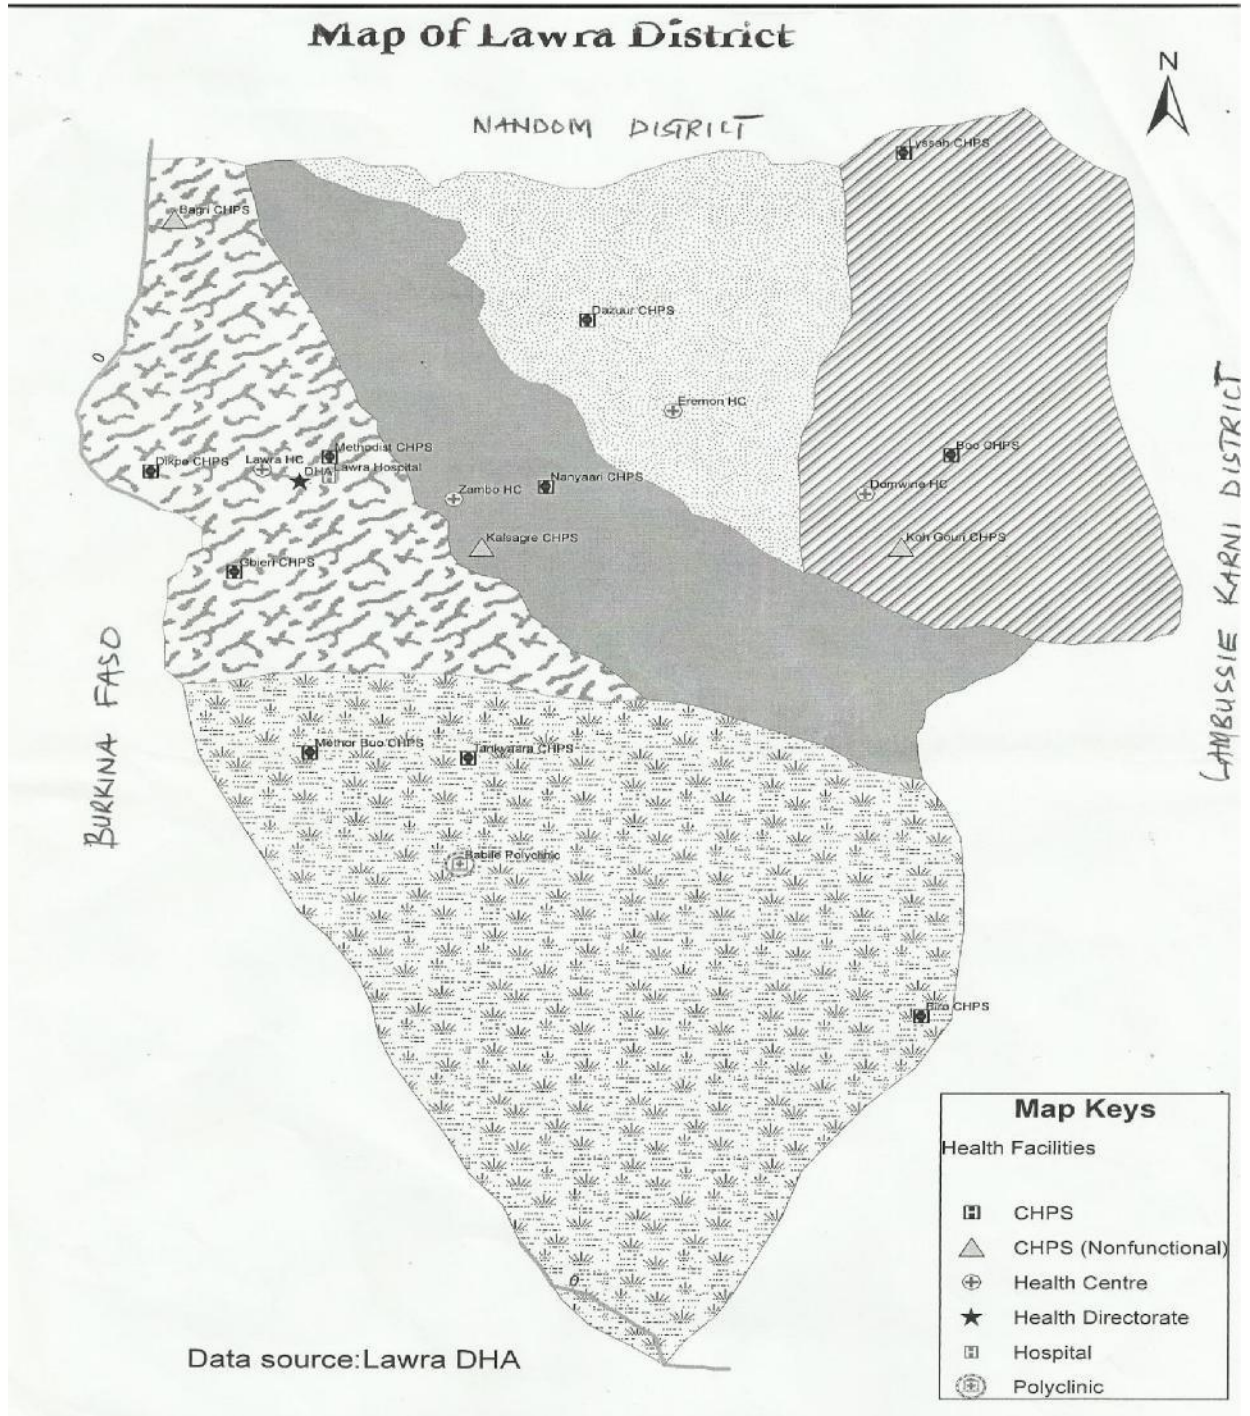 Map of Lawra District
N
NANDOM DISTRICT
Lyssah CHPS
Bagri CHPS
Dazuur CHPS
0
Eremon HC
LAMBUSSIE KARNI DISTRICT
Methodist CHPS
Boo CHPS
Dikpe CHPS
Lawra HC
DHA
Lawra Hospital
Nanyaari CHPS
Zambo HC
Domwine HC
Kalsagre CHPS
Koh Gouri CHPS
Gbieri CHPS
BURKINA FASO
Methor Buo CHPS
Tankyaara CHPS
Babile Polyclinic
CHPS
Map Keys
Health Facilities
H CHPS
CHPS (Nonfunctional)
Health Centre
Health Directorate
H Hospital
Polyclinic
0
Data source:Lawra DHA